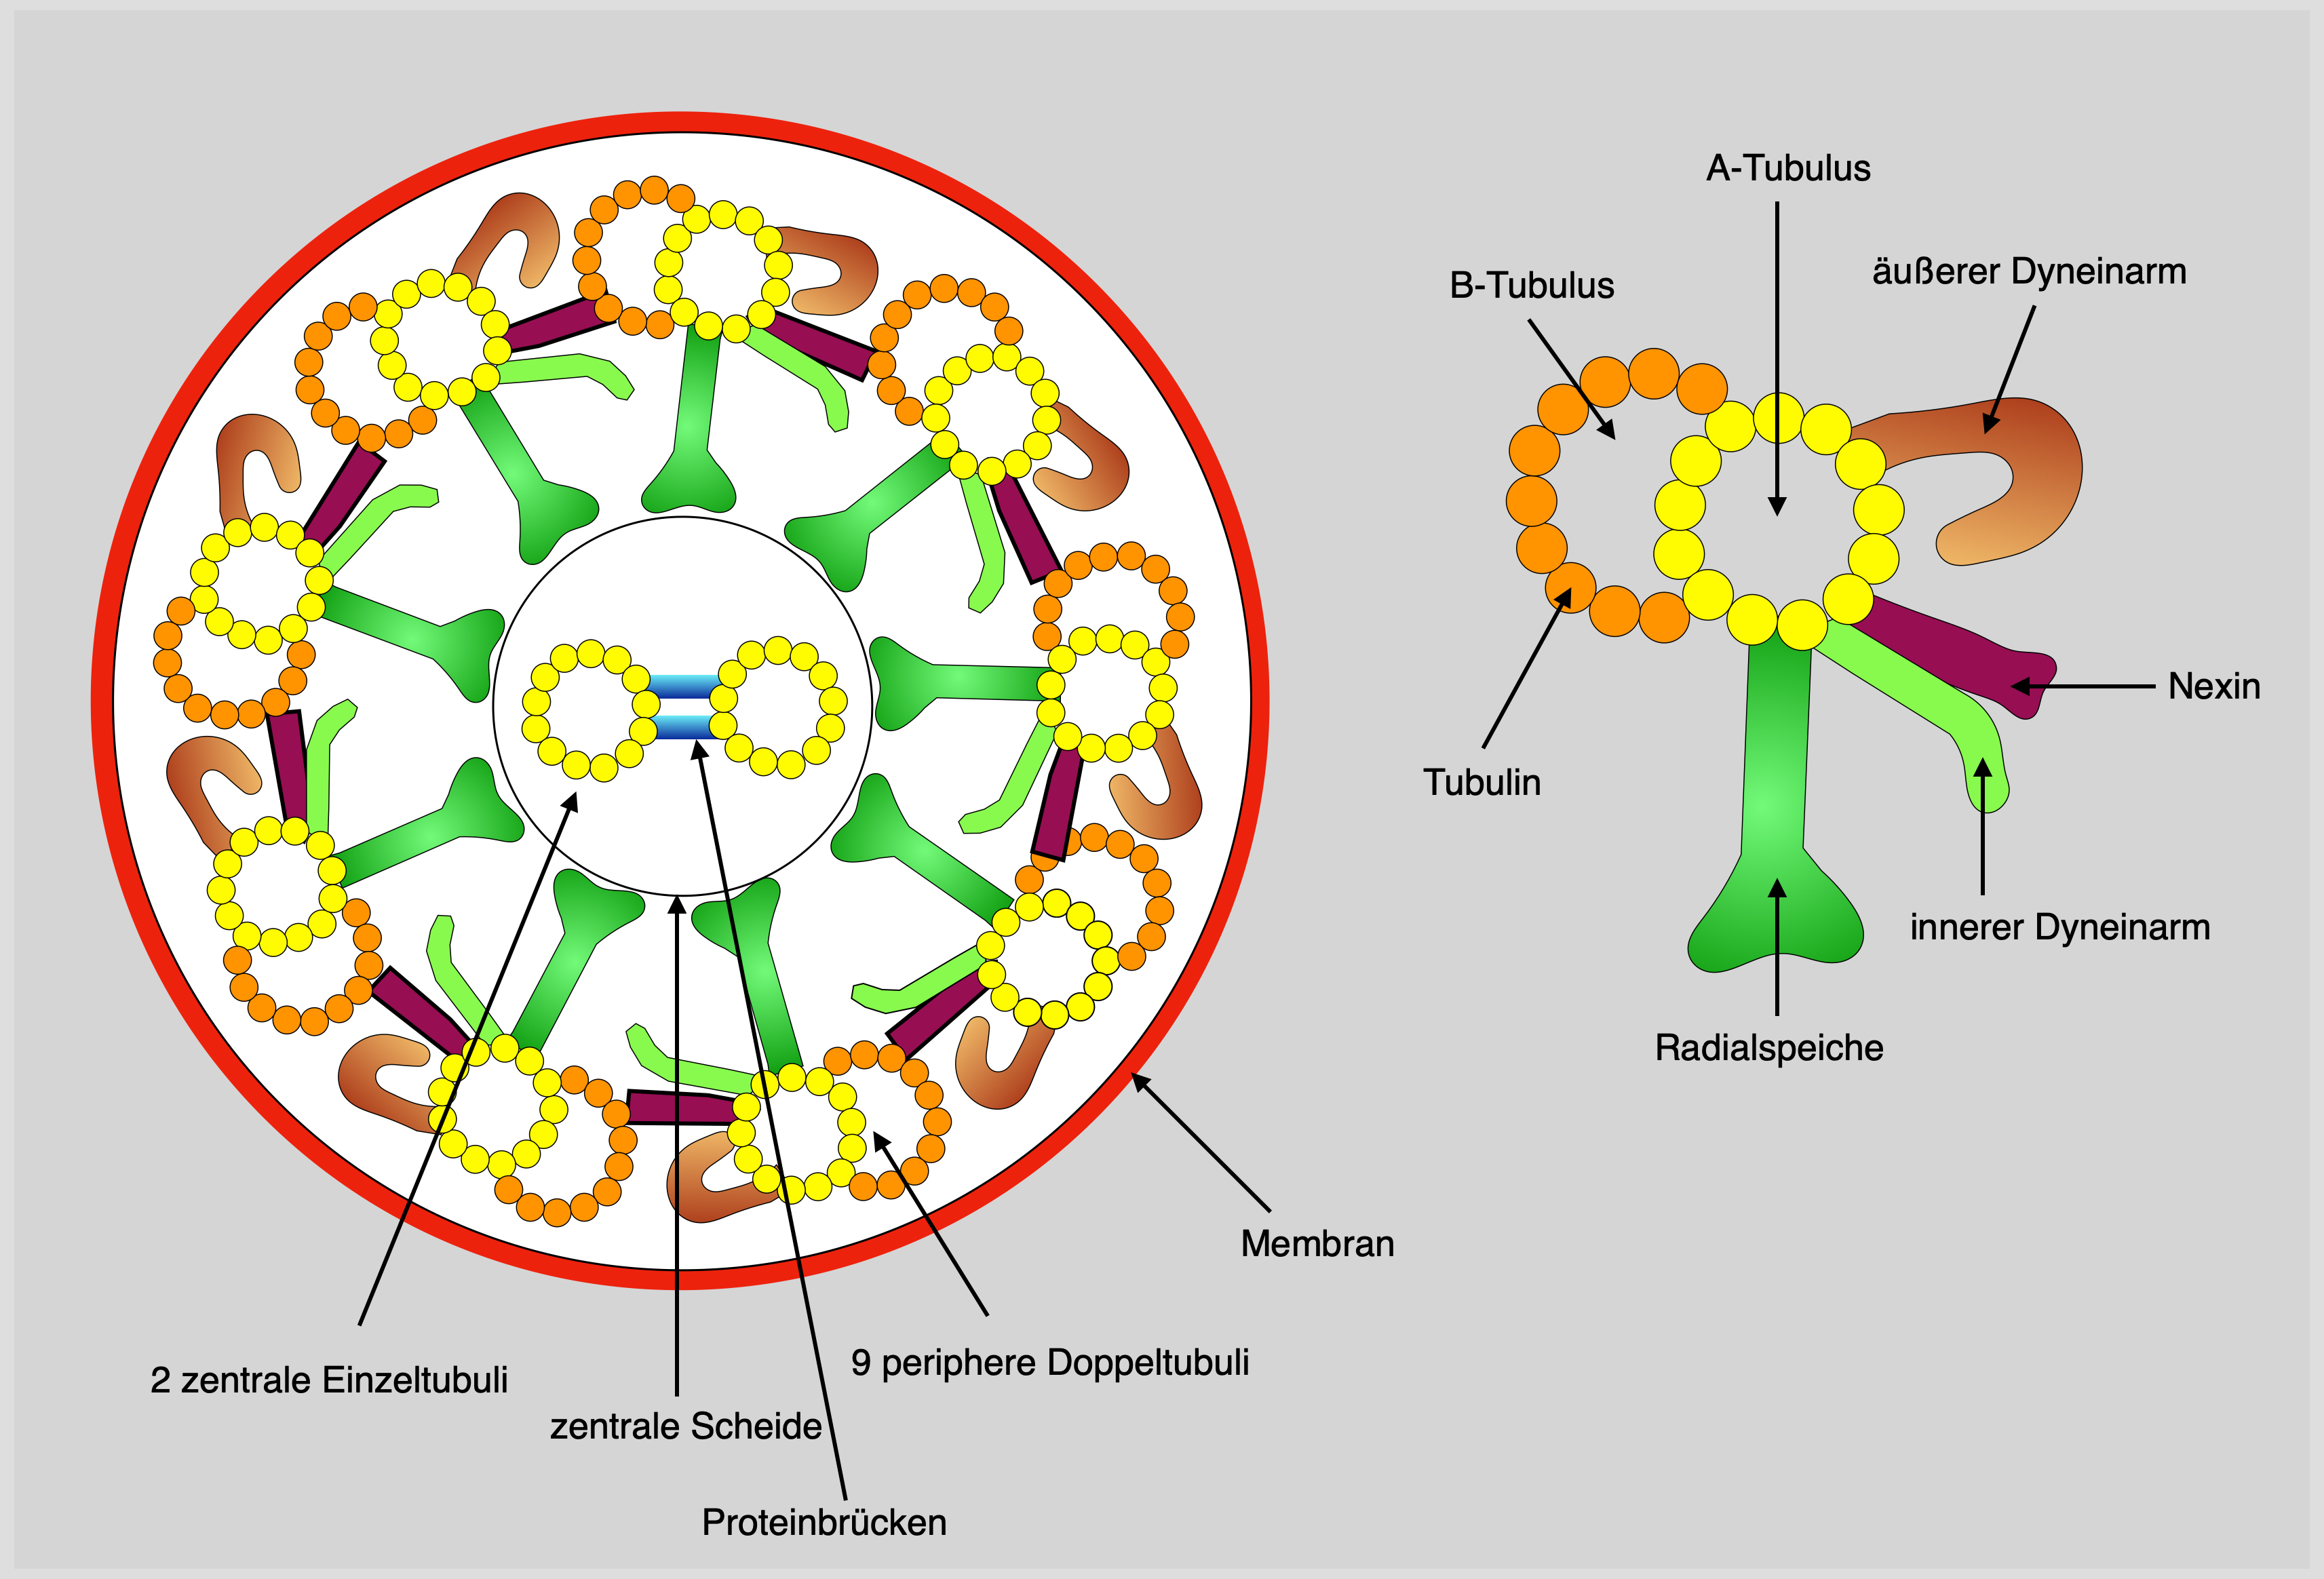 A-Tubulus
äußerer Dyneinarm
B-Tubulus
Nexin
Tubulin
innerer Dyneinarm
Radialspeiche
Membran
9 periphere Doppeltubuli
2 zentrale Einzeltubuli
zentrale Scheide
Proteinbrücken